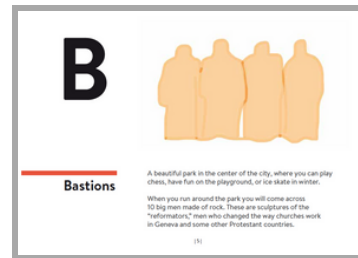 B
Bastions
A beautiful park in the center of the city, where you can play
chess, have fun on the playground, or ice skate in winter.
When you run around the park you will come across
10 big men made of rock. These are sculptures of the
"reformators," men who changed the way churches work
in Geneva and some other Protestant countries.
|5|